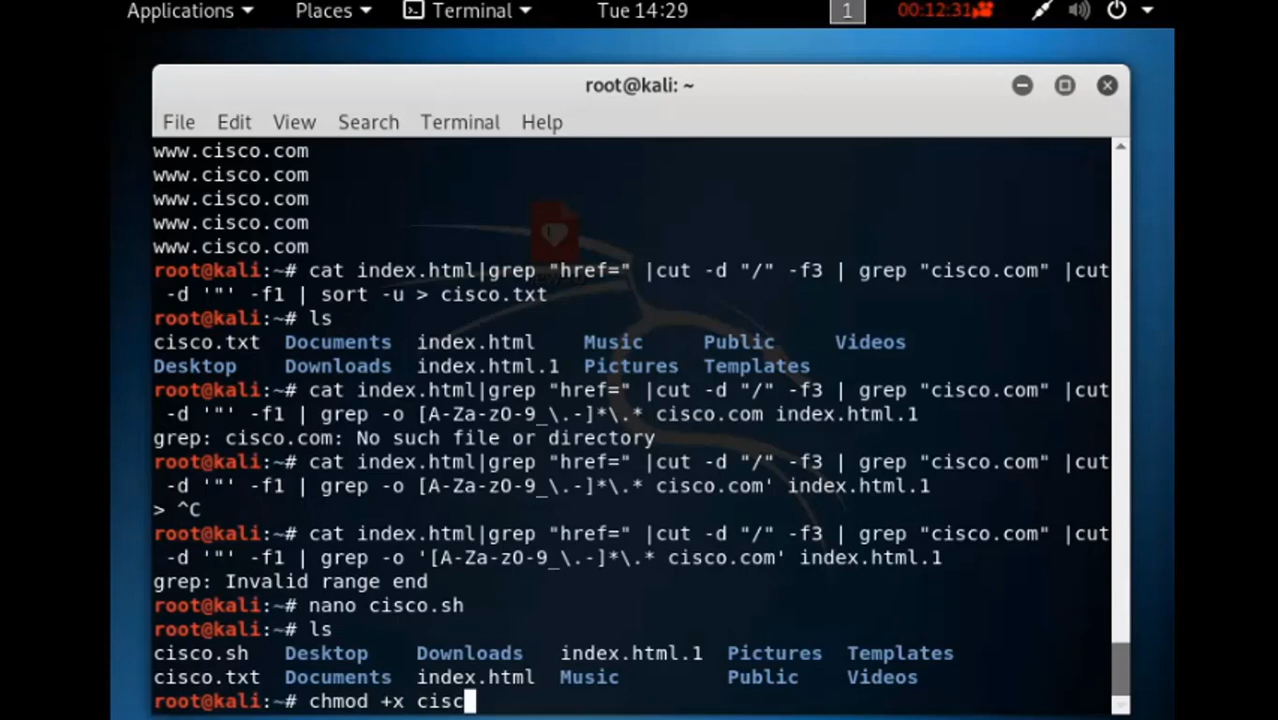 Applications Places Terminal Tue 14:29 1 00:12:31
root@kali: ~
File Edit View Search Terminal Help
www.cisco.com
www.cisco.com
www.cisco.com
www.cisco.com
www.cisco.com
root@kali:~# cat index.html|grep "href=" |cut -d "/" -f3 | grep "cisco.com" |cut
-d '"' -f1 | sort -u > cisco.txt
root@kali:~# ls
cisco.txt Documents index.html Music Public Videos
Desktop Downloads index.html.1 Pictures Templates
root@kali:~# cat index.html|grep "href=" |cut -d "/" -f3 | grep "cisco.com" |cut
-d '"' -f1 | grep -o [A-Za-zO-9_\.-]*\.* cisco.com index.html.1
grep: cisco.com: No such file or directory
root@kali:~# cat index.html|grep "href=" |cut -d "/" -f3 | grep "cisco.com" |cut
-d '"' -f1 | grep -o [A-Za-zO-9_\.-]*\.* cisco.com' index.html.1
> ^C
root@kali:~# cat index.html|grep "href=" |cut -d "/" -f3 | grep "cisco.com" |cut
-d '"' -f1 | grep -o '[A-Za-zO-9_\.-]*\.* cisco.com' index.html.1
grep: Invalid range end
root@kali:~# nano cisco.sh
root@kali:~# ls
cisco.sh Desktop Downloads index.html.1 Pictures Templates
cisco.txt Documents index.html Music Public Videos
root@kali:~# chmod +x cisc